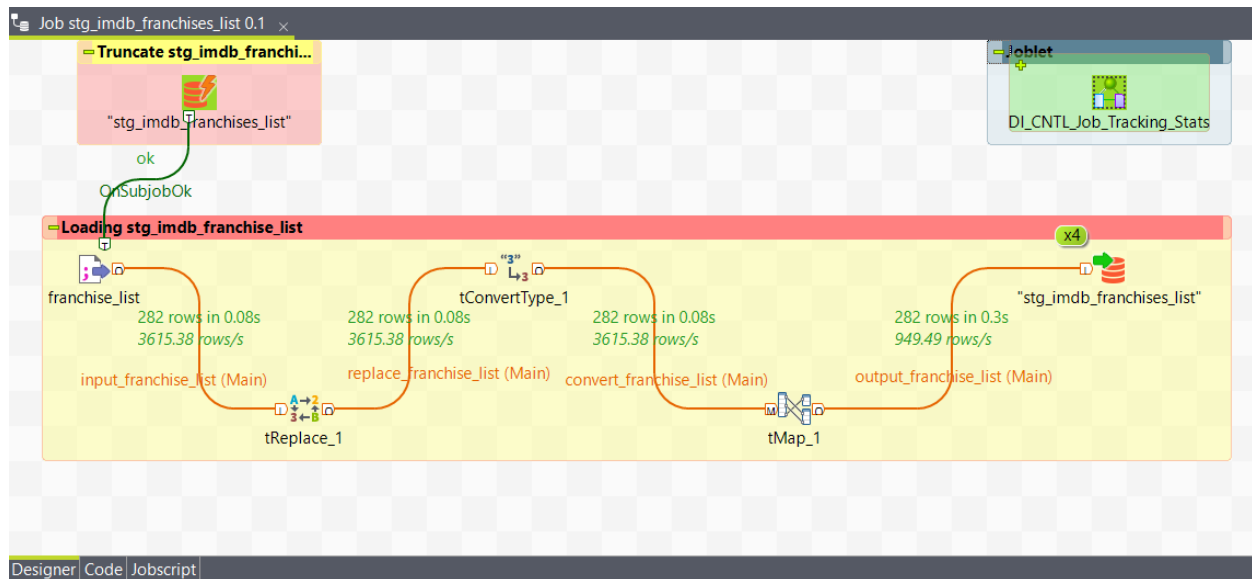 Job stg_imdb_franchises_list 0.1
Truncate stg_imdb_franchi...
"stg_imdb_franchises_list"
Joblet
DI_CNTL_Job_Tracking_Stats
ok
OnSubjobOk
Loading stg_imdb_franchise_list
x4
franchise_list
"3"
3
tConvertType_1
"stg_imdb_franchises_list"
282 rows in 0.08s
3615.38 rows/s
282 rows in 0.08s
3615.38 rows/s
282 rows in 0.08s
3615.38 rows/s
282 rows in 0.3s
949.49 rows/s
input_franchise_list (Main)
replace_franchise_list (Main)
convert_franchise_list (Main)
output_franchise_list (Main)
A 2
3 B
tReplace_1
M
tMap_1
Designer Code Jobscript